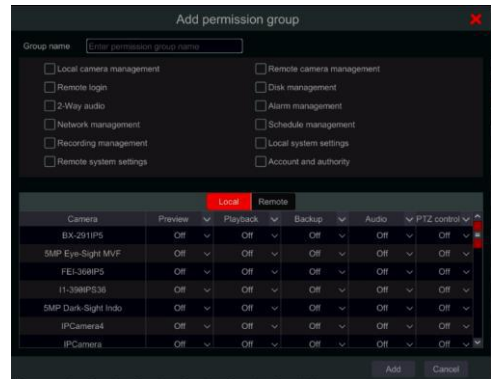 Add permission group
Group name Enter permission group name
Local camera management Remote camera management
Remote login Disk management
2-Way audio Alarm management
Network management Schedule management
Recording management Local system settings
Remote system settings Account and authority
Local Remote
Camera Preview Playback Backup Audio PTZ control
BX-291IP5 Off Off Off Off Off
5MP Eye-Sight MVF Off Off Off Off Off
FEI-360IP5 Off Off Off Off Off
I1-390IPS36 Off Off Off Off Off
5MP Dark-Sight Indo Off Off Off Off Off
IPCamera4 Off Off Off Off Off
IPCamera Off Off Off Off Off
Add Cancel